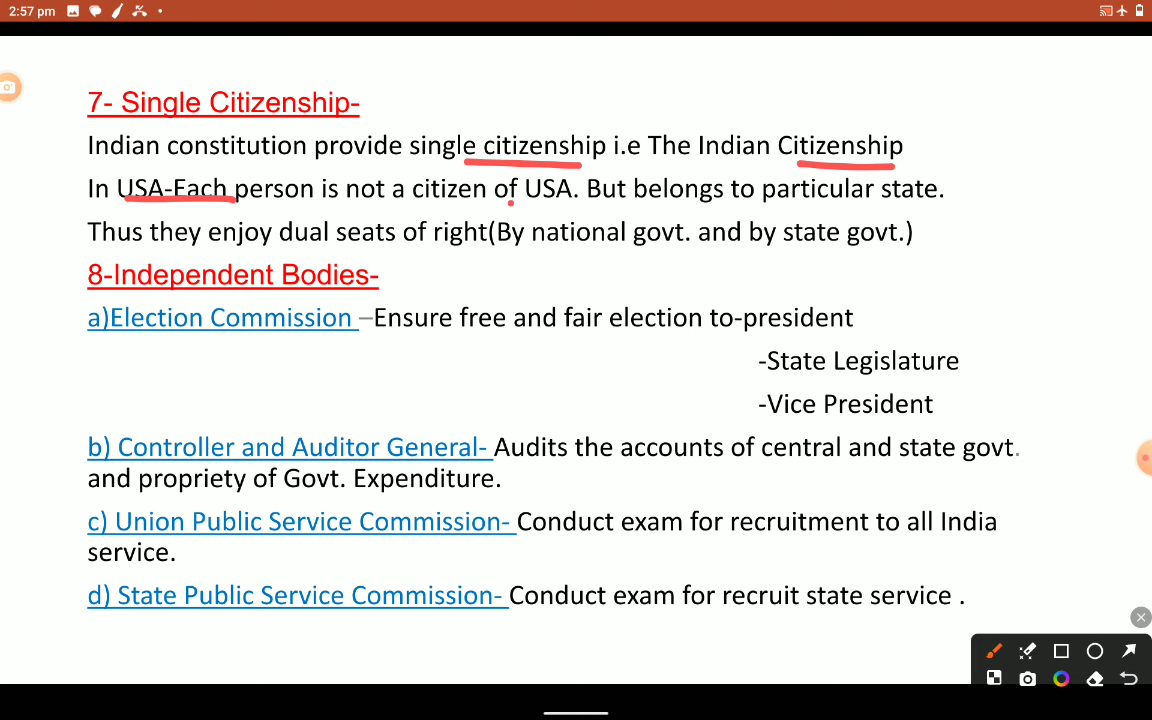 2:57 pm
7- Single Citizenship-
Indian constitution provide single citizenship i.e The Indian Citizenship
In USA-Each person is not a citizen of USA. But belongs to particular state.
Thus they enjoy dual seats of right(By national govt. and by state govt.)
8-Independent Bodies-
a)Election Commission –Ensure free and fair election to-president
-State Legislature
-Vice President
b) Controller and Auditor General- Audits the accounts of central and state govt.
and propriety of Govt. Expenditure.
c) Union Public Service Commission- Conduct exam for recruitment to all India
service.
d) State Public Service Commission- Conduct exam for recruit state service .